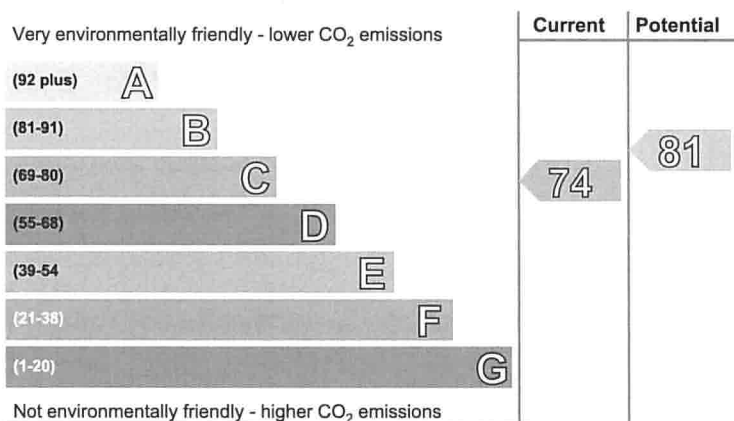 Very environmentally friendly - lower CO₂ emissions
Current Potential
(92 plus) A
(81-91) B
81
(69-80) C
74
(55-68) D
(39-54 E
(21-38) F
(1-20) G
Not environmentally friendly - higher CO₂ emissions